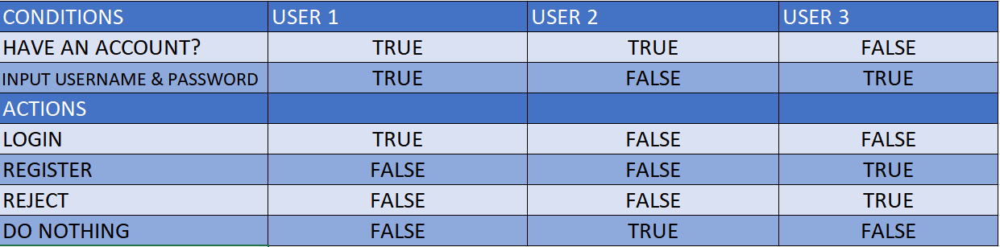 CONDITIONS USER 1 USER 2 USER 3
HAVE AN ACCOUNT? TRUE TRUE FALSE
INPUT USERNAME & PASSWORD TRUE FALSE TRUE
ACTIONS
LOGIN TRUE FALSE FALSE
REGISTER FALSE FALSE TRUE
REJECT FALSE FALSE TRUE
DO NOTHING FALSE TRUE FALSE